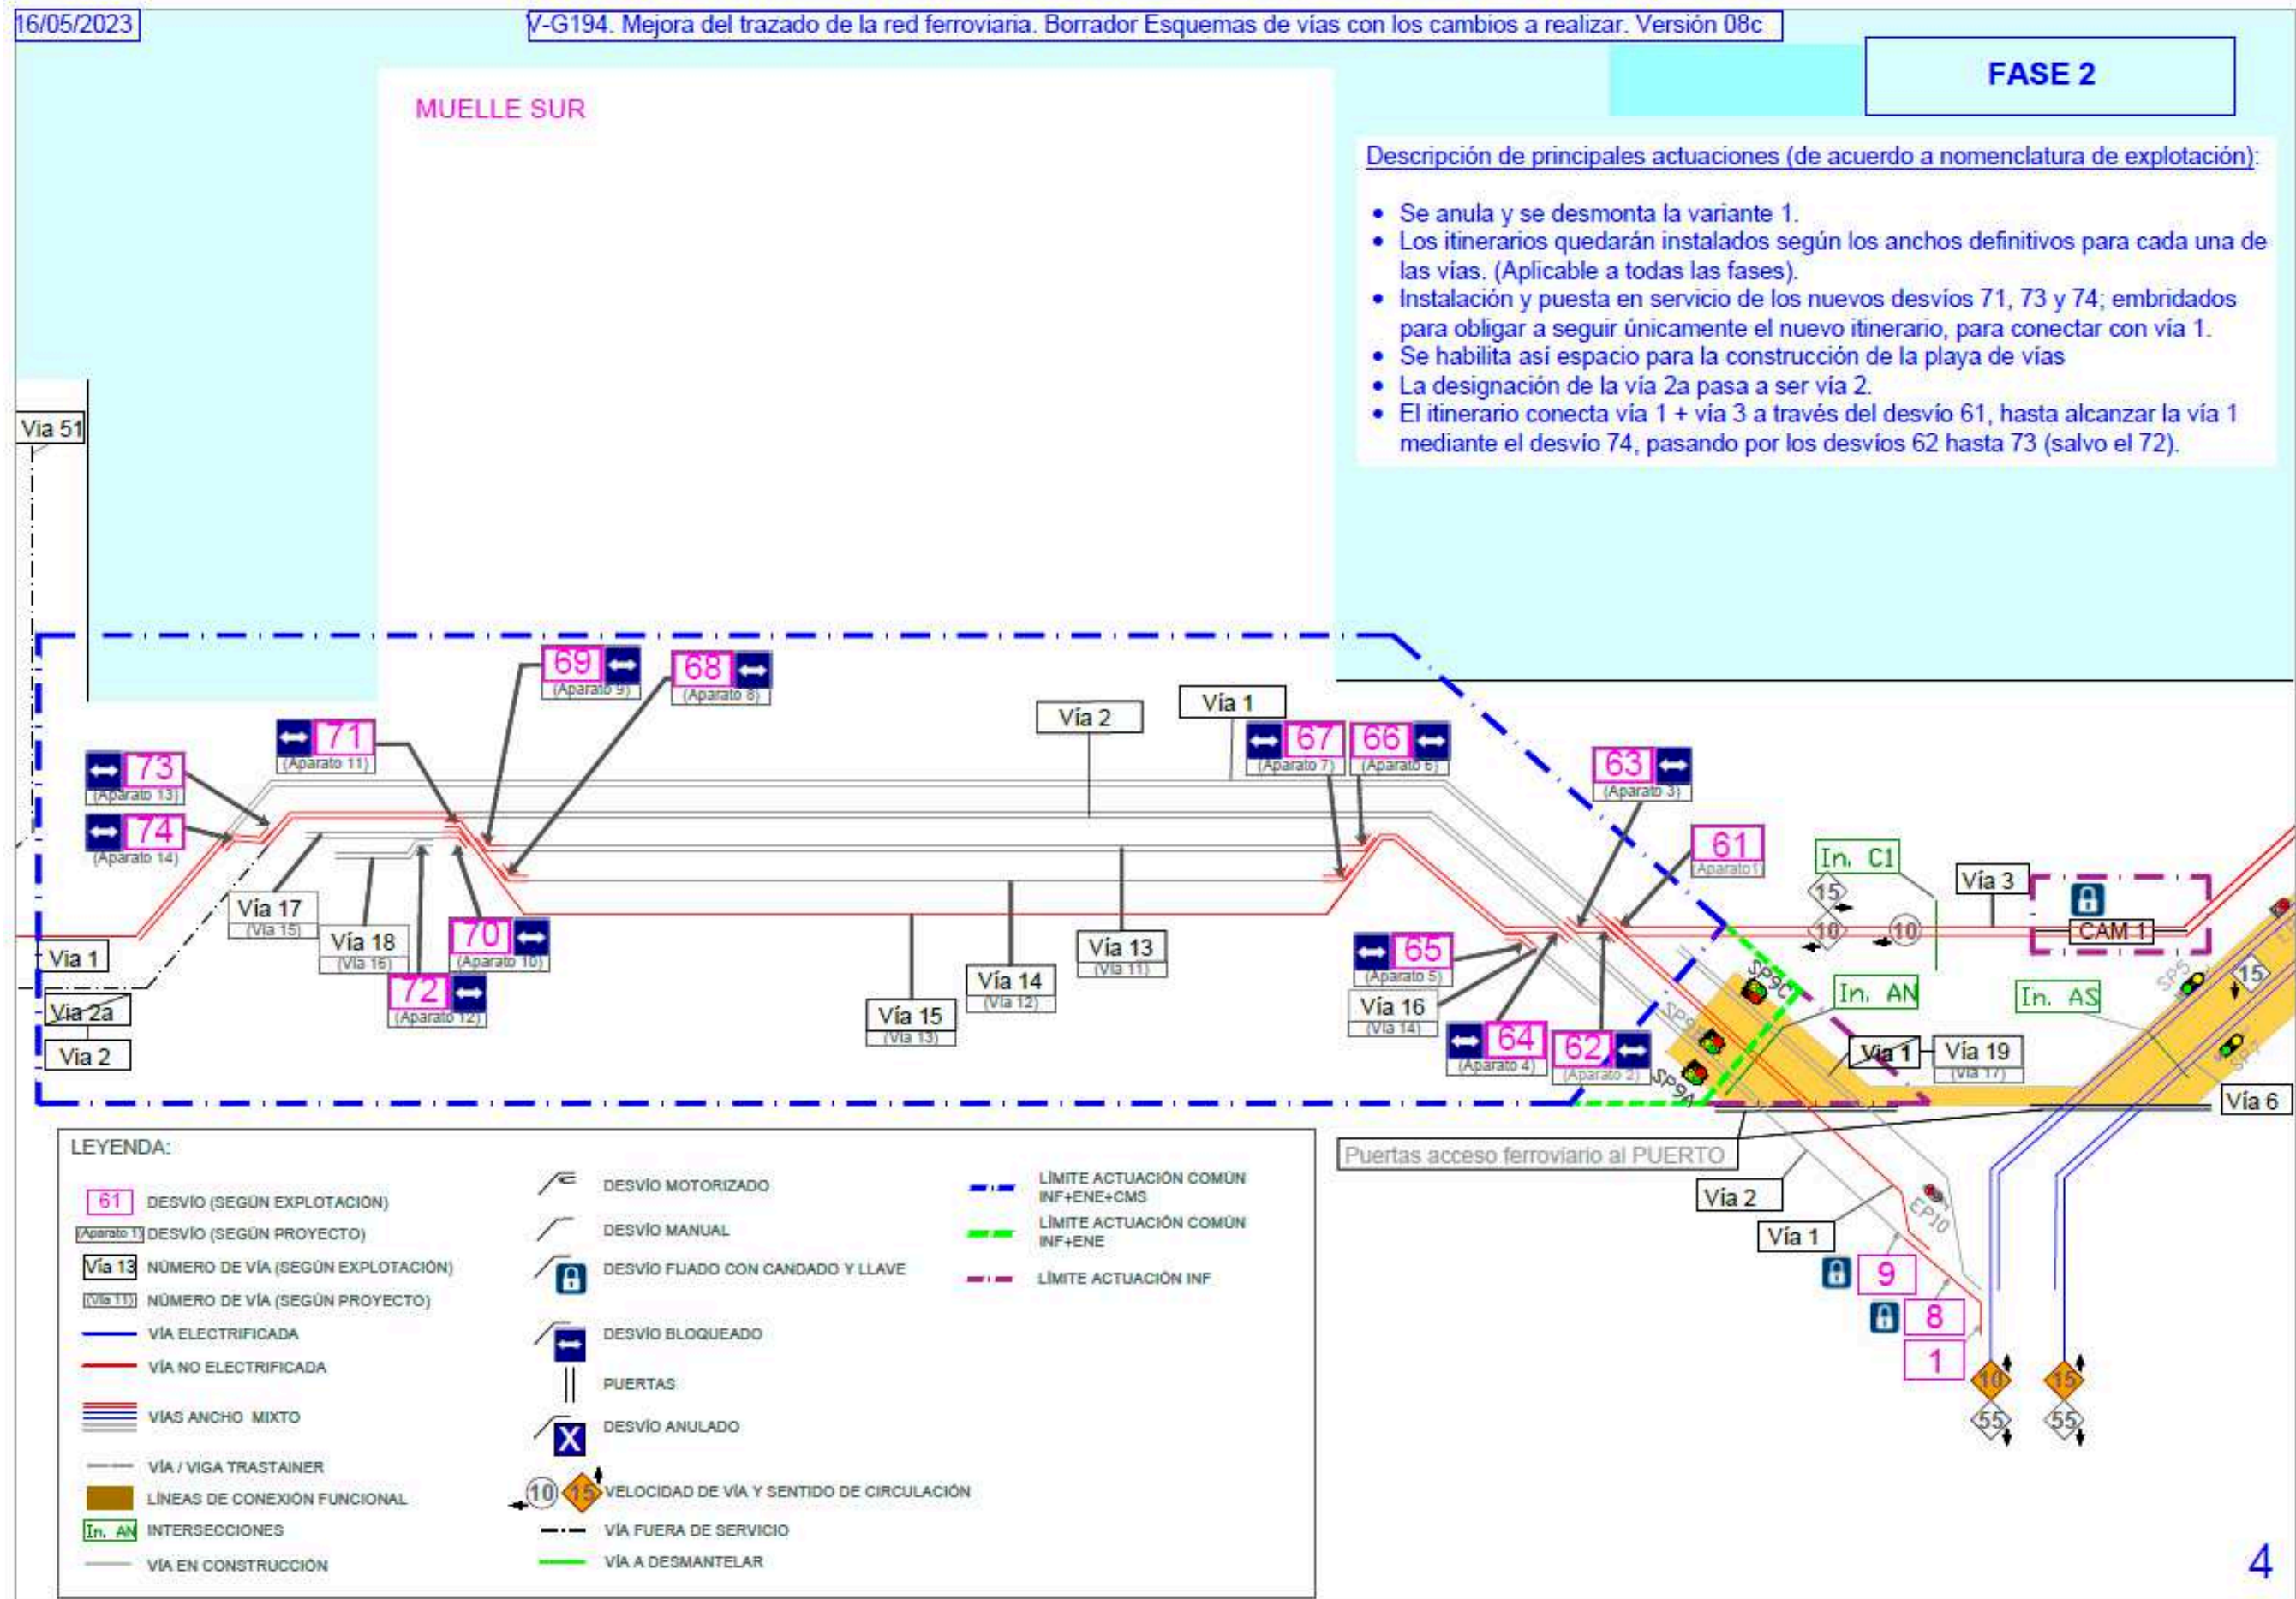 16/05/2023
V-G194. Mejora del trazado de la red ferroviaria. Borrador Esquemas de vías con los cambios a realizar. Versión 08c
FASE 2
MUELLE SUR
Descripción de principales actuaciones (de acuerdo a nomenclatura de explotación):
• Se anula y se desmonta la variante 1.
• Los itinerarios quedarán instalados según los anchos definitivos para cada una de
las vías. (Aplicable a todas las fases).
• Instalación y puesta en servicio de los nuevos desvíos 71, 73 y 74; embridados
para obligar a seguir únicamente el nuevo itinerario, para conectar con vía 1.
• Se habilita así espacio para la construcción de la playa de vías
• La designación de la vía 2a pasa a ser vía 2.
• El itinerario conecta vía 1 + vía 3 a través del desvío 61, hasta alcanzar la vía 1
mediante el desvío 74, pasando por los desvíos 62 hasta 73 (salvo el 72).
Via 51
69
(Aparato 9)
68
(Aparato 8)
Vía 2
Vía 1
71
(Aparato 11)
67
(Aparato 7)
66
(Aparato 6)
73
(Aparato 13)
63
(Aparato 3)
74
(Aparato 14)
61
(Aparato1)
In. C1
15
10
10
Vía 3
CAM 1
Vía 17
(Vía 15)
Vía 18
(Vía 16)
70
(Aparato 10)
72
(Aparato 12)
Vía 13
(Vía 11)
Vía 14
(Vía 12)
Vía 15
(Vía 13)
65
(Aparato 5)
Vía 16
(Vía 14)
64
(Aparato 4)
62
(Aparato 2)
Via 1
Via 2a
Via 2
SP9C
SP9B
SP9A
In. AN
In. AS
SP5
15
SP7
Via 1
Vía 19
(Vía 17)
Vía 6
Puertas acceso ferroviario al PUERTO
Vía 2
Vía 1
EP10
9
8
1
10
15
55
55
LEYENDA:
61 DESVÍO (SEGÚN EXPLOTACIÓN)
(Aparato 1) DESVÍO (SEGÚN PROYECTO)
Vía 13 NÚMERO DE VÍA (SEGÚN EXPLOTACIÓN)
(Vía 11) NÚMERO DE VÍA (SEGÚN PROYECTO)
VÍA ELECTRIFICADA
VÍA NO ELECTRIFICADA
VÍAS ANCHO MIXTO
VÍA / VIGA TRASTAINER
LÍNEAS DE CONEXIÓN FUNCIONAL
In. AN INTERSECCIONES
VÍA EN CONSTRUCCIÓN
DESVÍO MOTORIZADO
DESVÍO MANUAL
DESVÍO FIJADO CON CANDADO Y LLAVE
DESVÍO BLOQUEADO
PUERTAS
X DESVÍO ANULADO
10 15 VELOCIDAD DE VÍA Y SENTIDO DE CIRCULACIÓN
VÍA FUERA DE SERVICIO
VÍA A DESMANTELAR
LÍMITE ACTUACIÓN COMÚN
INF+ENE+CMS
LÍMITE ACTUACIÓN COMÚN
INF+ENE
LÍMITE ACTUACIÓN INF
4